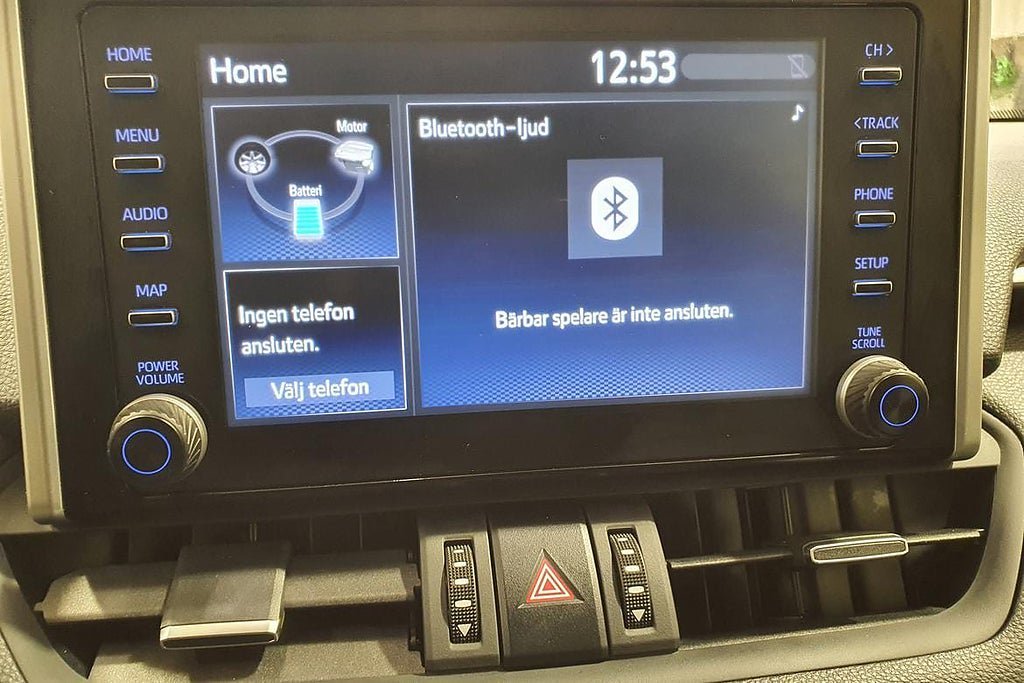 HOME
MENU
AUDIO
MAP
POWER
VOLUME
Home
12:53
Motor
Batteri
Ingen telefon
ansluten.
Välj telefon
Bluetooth-ljud
Bärbar spelare är inte ansluten.
CH >
<TRACK
PHONE
SETUP
TUNE
SCROLL